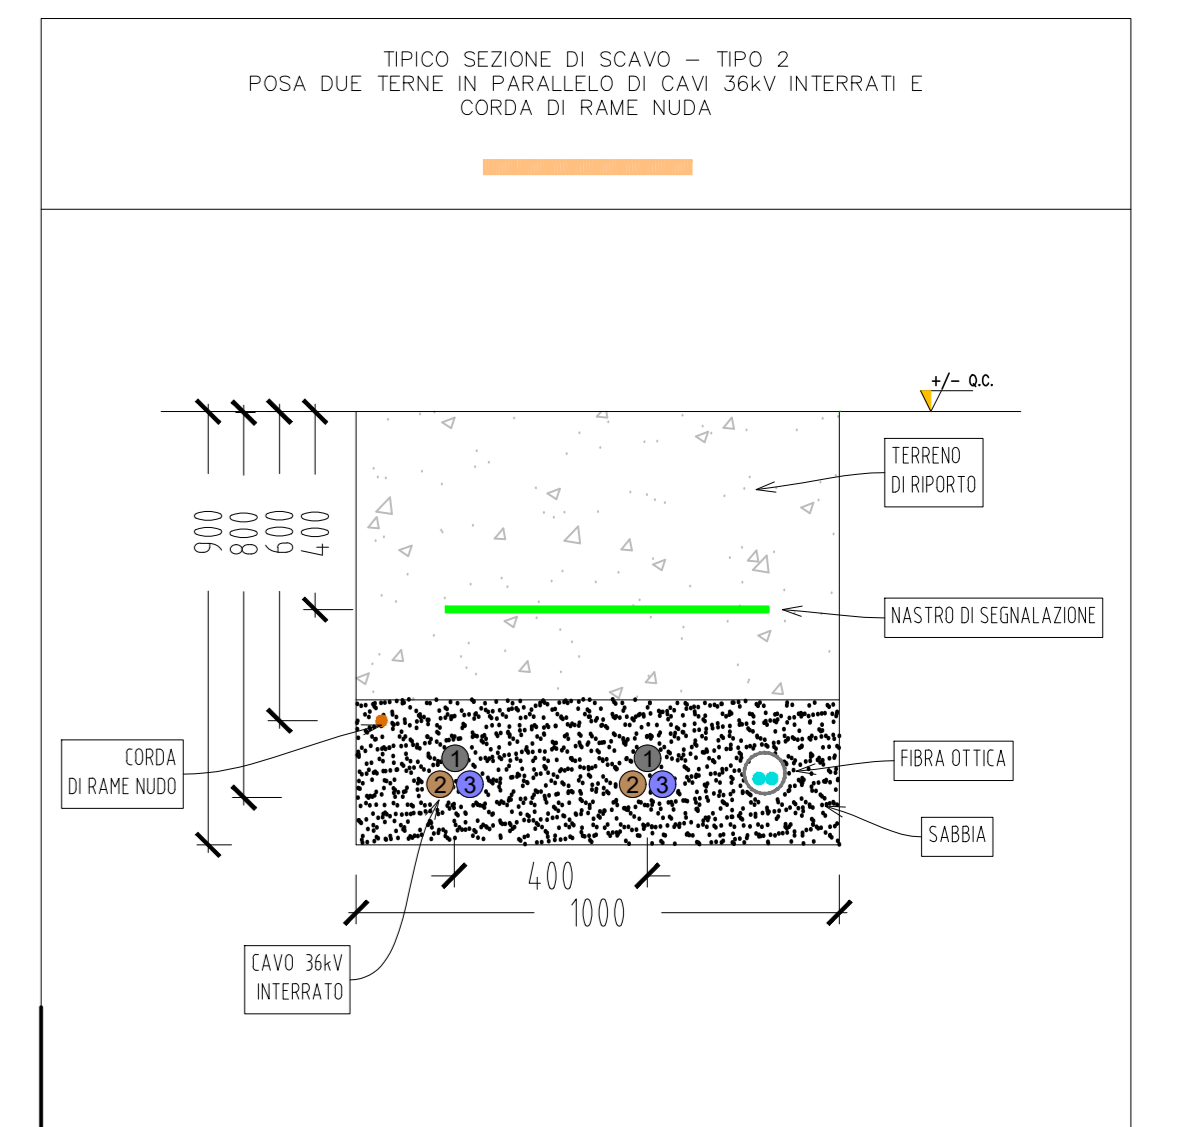 TIPICO SEZIONE DI SCAVO – TIPO 2
POSA DUE TERNE IN PARALLELO DI CAVI 36kV INTERRATI E
CORDA DI RAME NUDA
+/- Q.C.
TERRENO
DI RIPORTO
900
800
600
400
NASTRO DI SEGNALAZIONE
CORDA
DI RAME NUDO
1
2
3
1
2
3
FIBRA OTTICA
SABBIA
400
1000
CAVO 36kV
INTERRATO